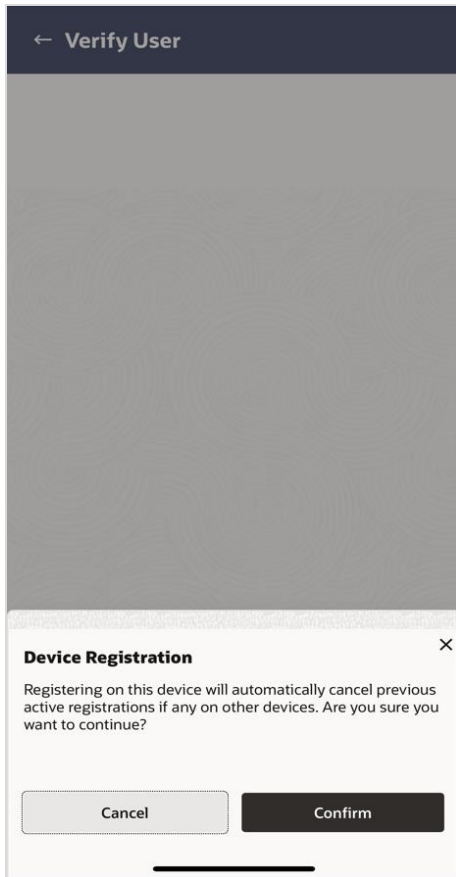 ← Verify User
Device Registration
Registering on this device will automatically cancel previous
active registrations if any on other devices. Are you sure you
want to continue?
Cancel
Confirm